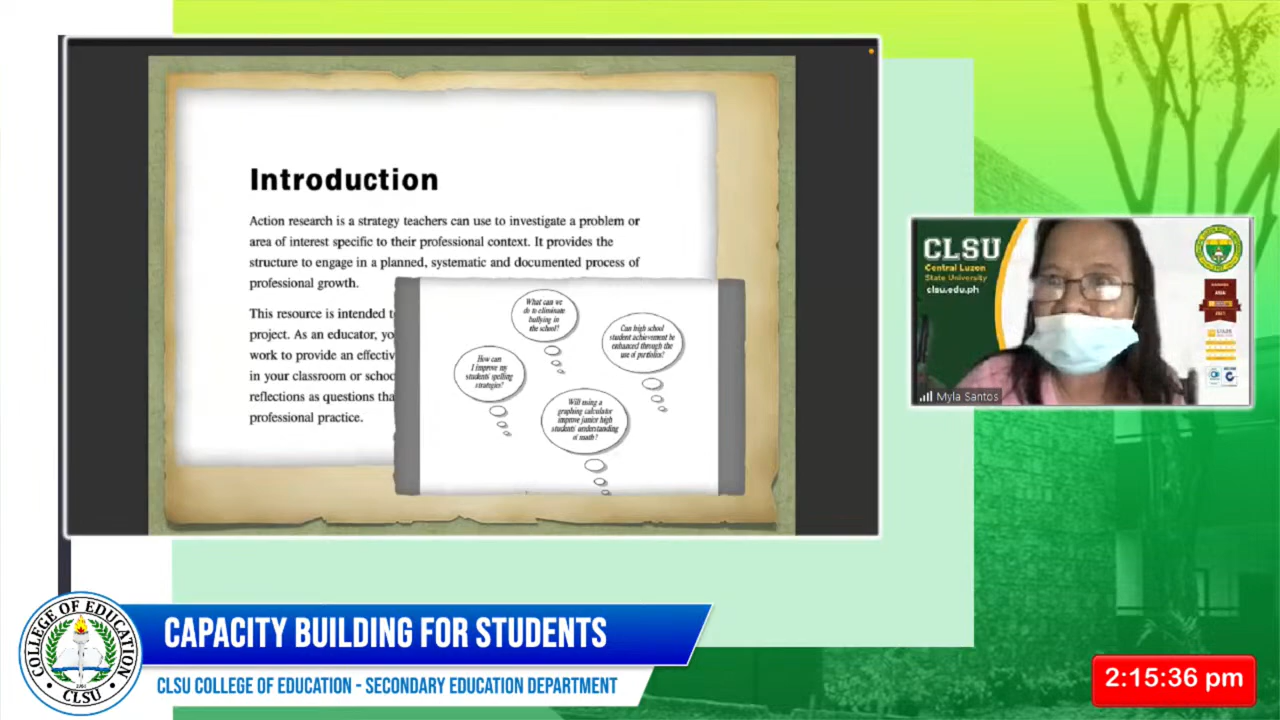 Introduction
Action research is a strategy teachers can use to investigate a problem or
area of interest specific to their professional context. It provides the
structure to engage in a planned, systematic and documented process of
professional growth.
This resource is intended t
project. As an educator, yo
work to provide an effectiv
in your classroom or schoo
reflections as questions tha
professional practice.
What can we
do to eliminate
bullying in
the school?
Can high school
student achievement be
enhanced through the
use of portfolios?
How can
I improve my
students' spelling
strategies?
Will using a
graphing calculator
improve junior high
students' understanding
of math?
CLSU
Central Luzon
State University
clsu.edu.ph
Myla Santos
COLLEGE OF EDUCATION
CLSU
CAPACITY BUILDING FOR STUDENTS
CLSU COLLEGE OF EDUCATION - SECONDARY EDUCATION DEPARTMENT
2:15:36 pm